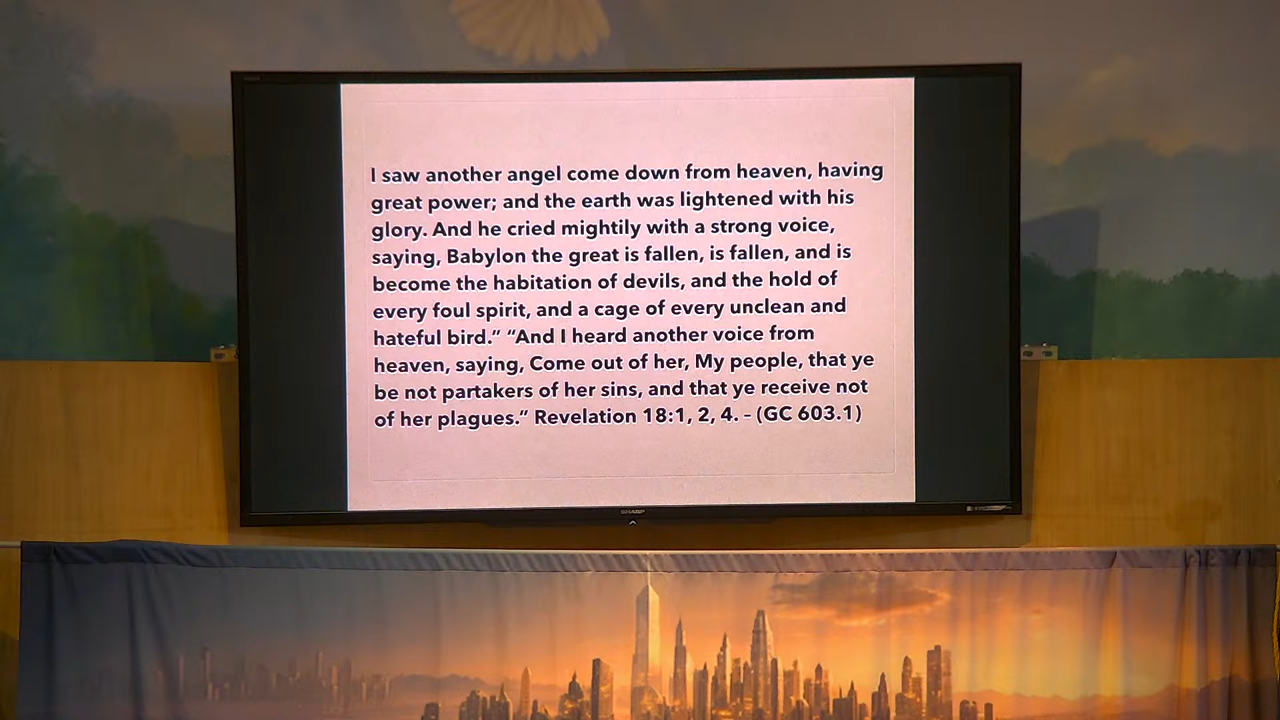 I saw another angel come down from heaven, having
great power; and the earth was lightened with his
glory. And he cried mightily with a strong voice,
saying, Babylon the great is fallen, is fallen, and is
become the habitation of devils, and the hold of
every foul spirit, and a cage of every unclean and
hateful bird.” “And I heard another voice from
heaven, saying, Come out of her, My people, that ye
be not partakers of her sins, and that ye receive not
of her plagues.” Revelation 18:1, 2, 4. – (GC 603.1)
SHARP